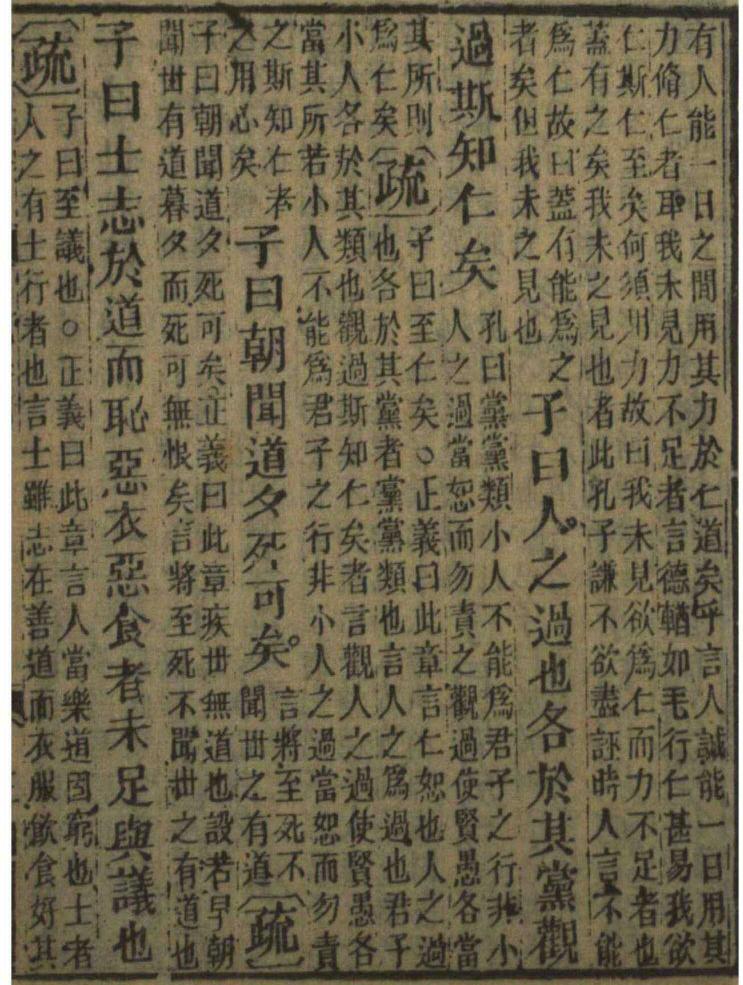 有人能一日之間用其力於仁道矣乎言人誠能一日用其
力脩仁者耶我未見力不足者言德輶如毛行仁甚易我欲
仁斯仁至矣何須用力故曰我未見欲爲仁而力不足者也
蓋有之矣我未之見也者此孔子謙不欲盡誣時人言不能
爲仁故曰蓋有能爲之
者矣但我未之見也
子曰人之過也各於其黨觀
過斯知仁矣
孔曰黨黨類小人不能爲君子之行非小
人之過當恕而勿責之觀過使賢愚各當
其所則
爲仁矣
疏
子曰至仁矣○正義曰此章言仁恕也人之過
也各於其黨者黨黨類也言人之爲過也君子
小人各於其類也觀過斯知仁矣者言觀人之過使賢愚各
當其所若小人不能爲君子之行非小人之過當恕而勿責
之斯知仁者
之用心矣
子曰朝聞道夕死可矣。
言將至死不
聞世之有道
疏
子曰朝聞道夕死可矣正義曰此章疾世無道也設若早朝
聞世有道暮夕而死可無恨矣言將至死不聞世之有道也
子曰士志於道而恥惡衣惡食者未足與議也
疏
子曰至議也○正義曰此章言人當樂道固窮也士者
人之有士行者也言士雖志在善道而衣服飲食好其